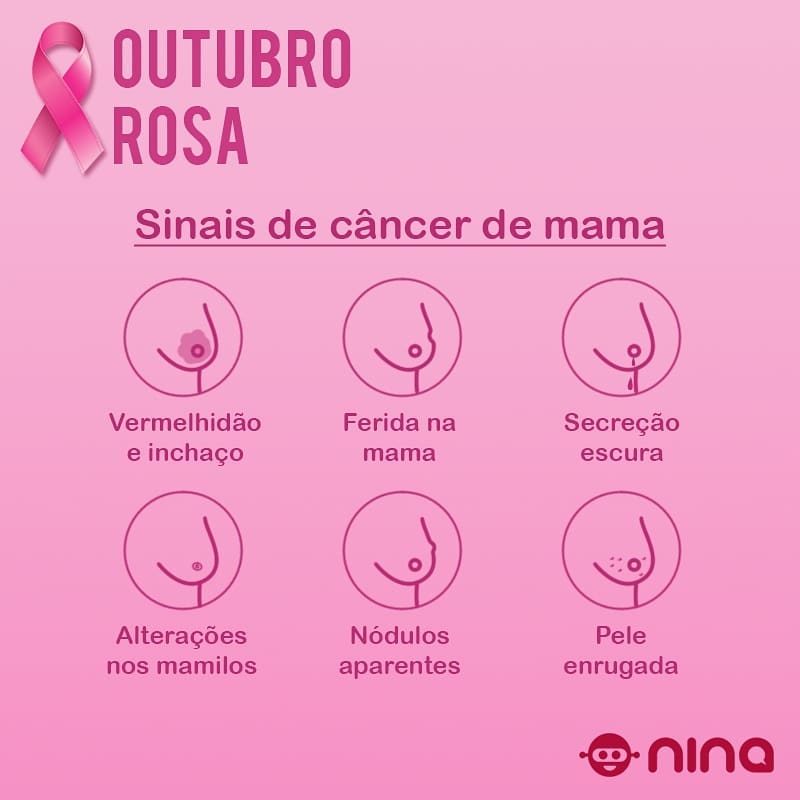 OUTUBRO
ROSA
Sinais de câncer de mama
Vermelhidão
e inchaço
Ferida na
mama
Secreção
escura
Alterações
nos mamilos
Nódulos
aparentes
Pele
enrugada
nina